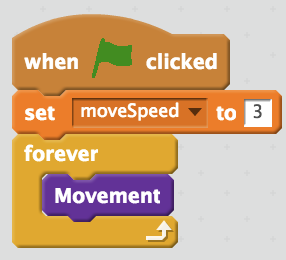 when clicked
set moveSpeed to 3
forever
Movement